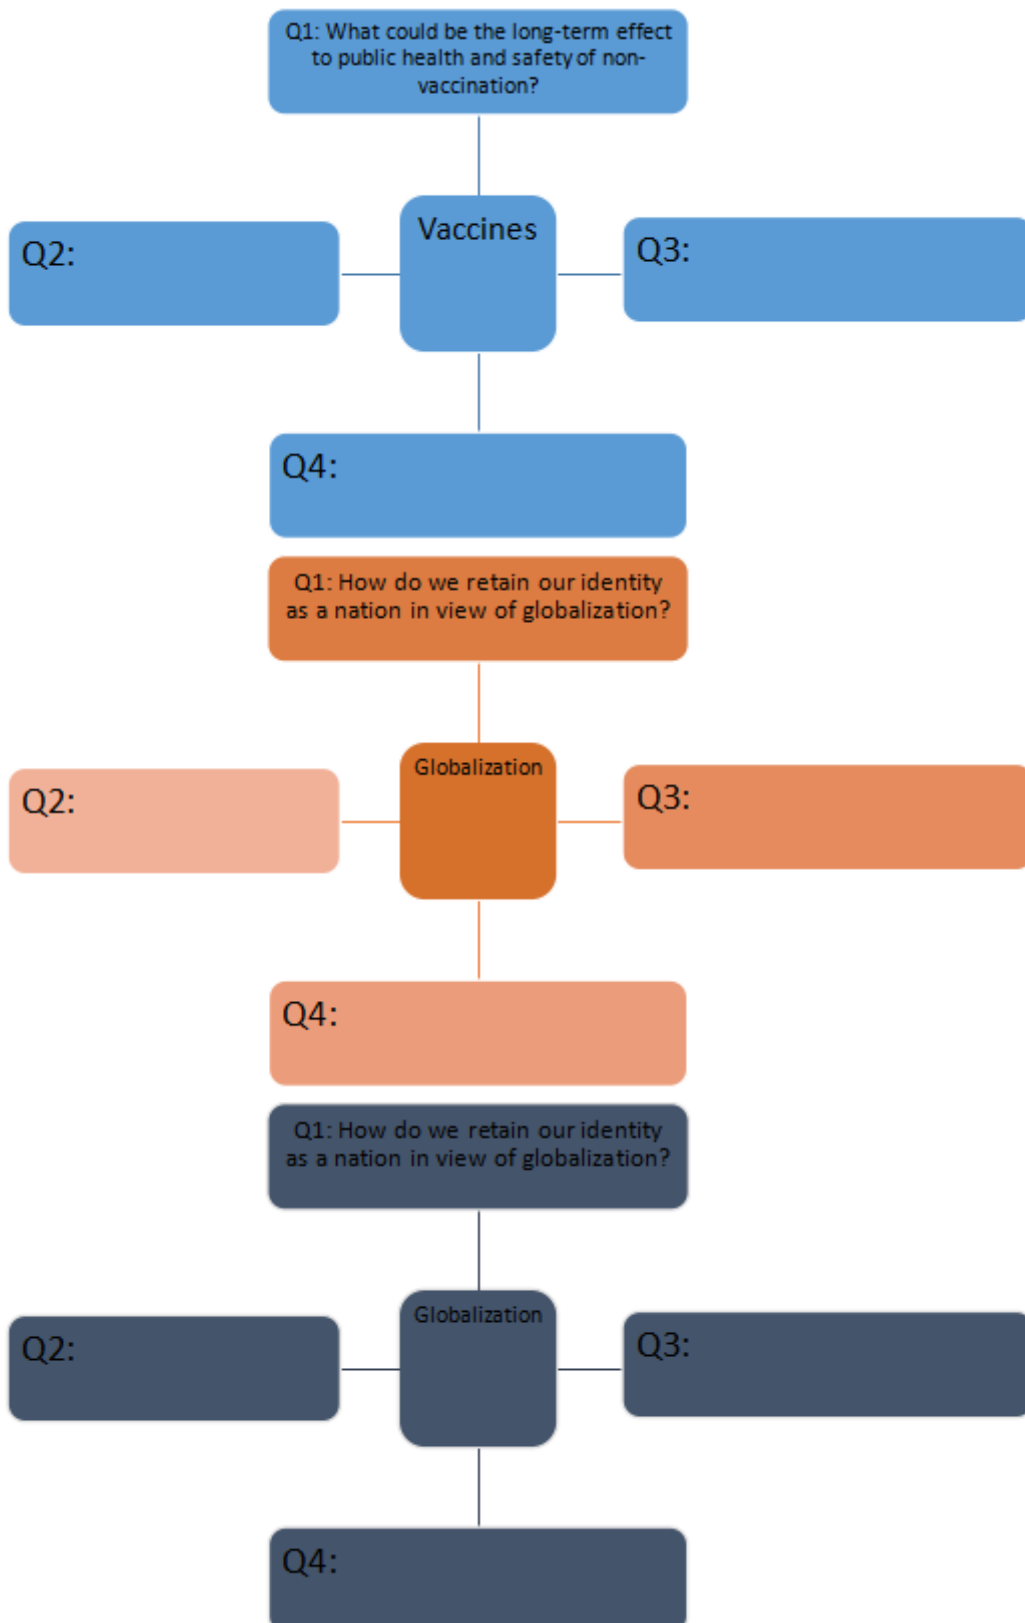 Q1: What could be the long-term effect
to public health and safety of non-
vaccination?
Vaccines
Q2:
Q3:
Q4:
Q1: How do we retain our identity
as a nation in view of globalization?
Globalization
Q2:
Q3:
Q4:
Q1: How do we retain our identity
as a nation in view of globalization?
Globalization
Q2:
Q3:
Q4: